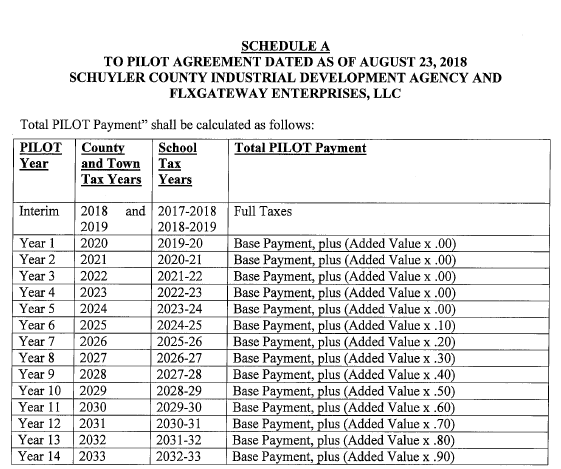 SCHEDULE A
TO PILOT AGREEMENT DATED AS OF AUGUST 23, 2018
SCHUYLER COUNTY INDUSTRIAL DEVELOPMENT AGENCY AND
FLXGATEWAY ENTERPRISES, LLC
Total PILOT Payment” shall be calculated as follows:
PILOT County School Total PILOT Payment
Year and Town Tax
Tax Years Years
Interim 2018 and 2017-2018 Full Taxes
2019 2018-2019
Year 1 2020 2019-20 Base Payment, plus (Added Value x .00)
Year 2 2021 2020-21 Base Payment, plus (Added Value x .00)
Year 3 2022 2021-22 Base Payment, plus (Added Value x .00)
Year 4 2023 2022-23 Base Payment, plus (Added Value x .00)
Year 5 2024 2023-24 Base Payment, plus (Added Value x .00)
Year 6 2025 2024-25 Base Payment, plus (Added Value x .10)
Year 7 2026 2025-26 Base Payment, plus (Added Value x .20)
Year 8 2027 2026-27 Base Payment, plus (Added Value x .30)
Year 9 2028 2027-28 Base Payment, plus (Added Value x .40)
Year 10 2029 2028-29 Base Payment, plus (Added Value x .50)
Year 11 2030 2029-30 Base Payment, plus (Added Value x .60)
Year 12 2031 2030-31 Base Payment, plus (Added Value x .70)
Year 13 2032 2031-32 Base Payment, plus (Added Value x .80)
Year 14 2033 2032-33 Base Payment, plus (Added Value x .90)